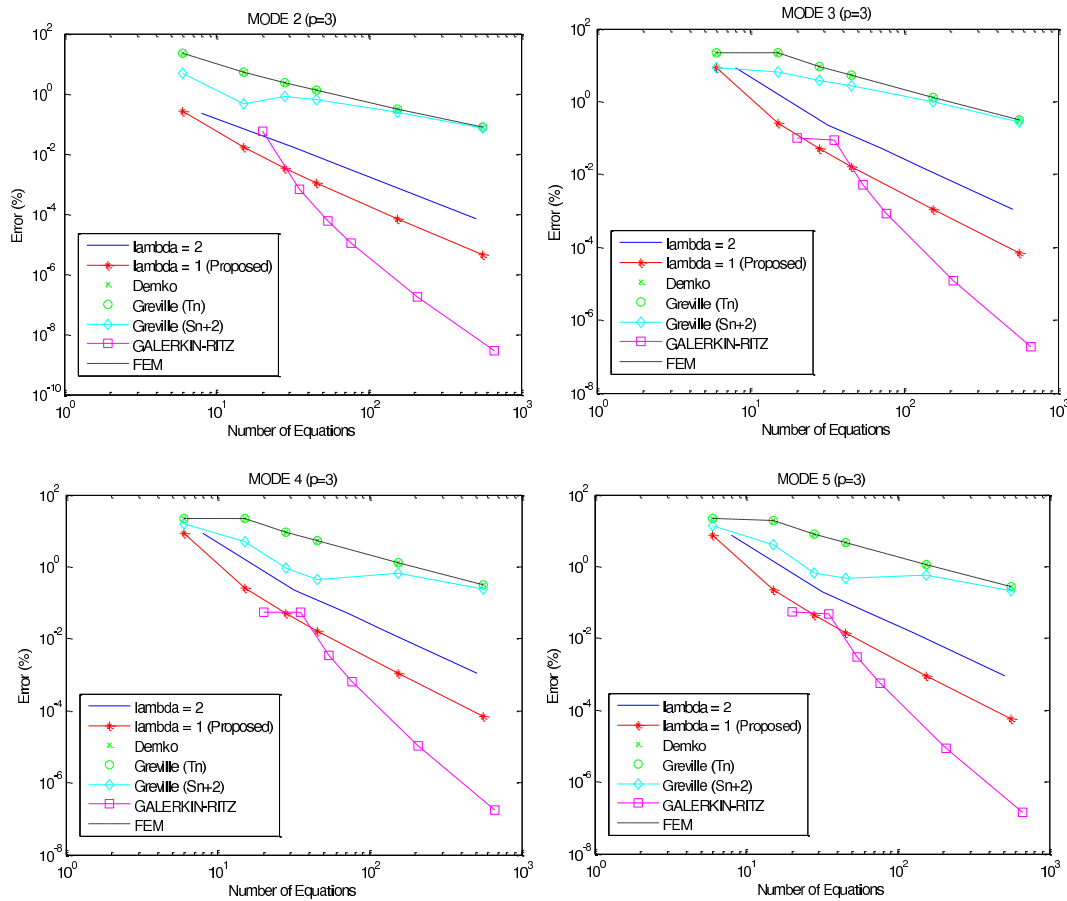 MODE 2 (p=3)
10^2
10^0
10^-2
10^-4
10^-6
10^-8
10^-10
Error (%)
lambda = 2
lambda = 1 (Proposed)
Demko
Greville (Tn)
Greville (Sn+2)
GALERKIN-RITZ
FEM
10^0
10^1
10^2
10^3
Number of Equations
MODE 3 (p=3)
10^2
10^0
10^-2
10^-4
10^-6
10^-8
Error (%)
lambda = 2
lambda = 1 (Proposed)
Demko
Greville (Tn)
Greville (Sn+2)
GALERKIN-RITZ
FEM
10^0
10^1
10^2
10^3
Number of Equations
MODE 4 (p=3)
10^2
10^0
10^-2
10^-4
10^-6
10^-8
Error (%)
lambda = 2
lambda = 1 (Proposed)
Demko
Greville (Tn)
Greville (Sn+2)
GALERKIN-RITZ
FEM
10^0
10^1
10^2
10^3
Number of Equations
MODE 5 (p=3)
10^2
10^0
10^-2
10^-4
10^-6
10^-8
Error (%)
lambda = 2
lambda = 1 (Proposed)
Demko
Greville (Tn)
Greville (Sn+2)
GALERKIN-RITZ
FEM
10^0
10^1
10^2
10^3
Number of Equations